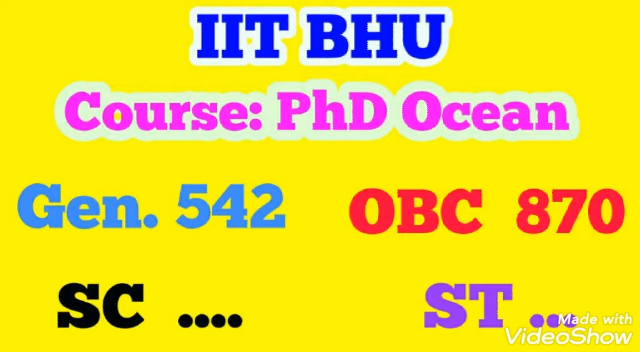 IIT BHU
Course: PhD Ocean
Gen. 542 OBC 870
SC .... ST ...
Made with
VideoShow